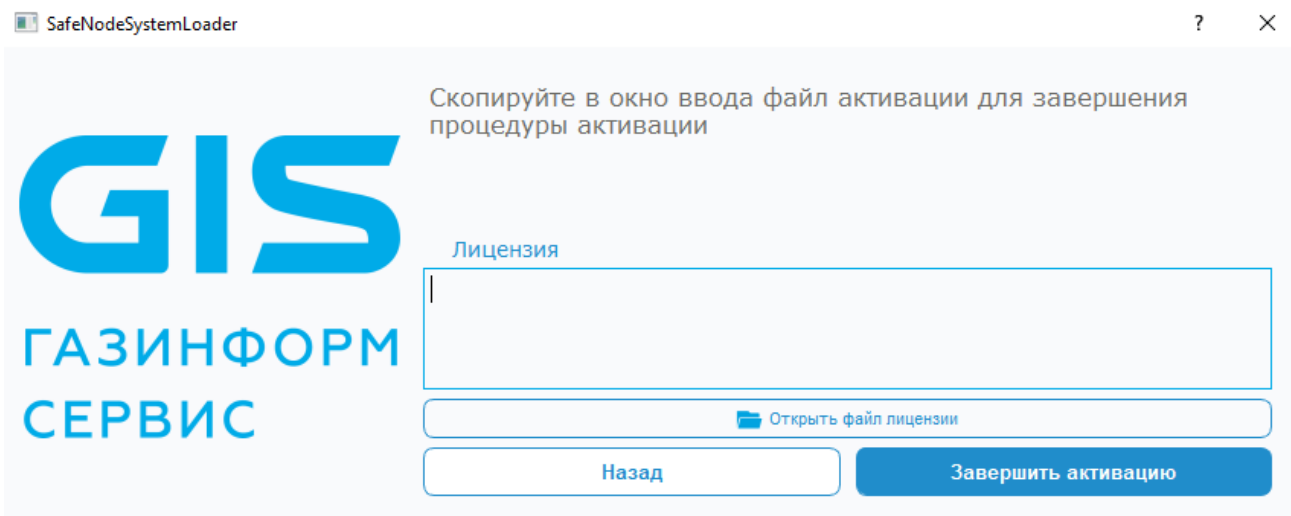 SafeNodeSystemLoader
?
Скопируйте в окно ввода файл активации для завершения
процедуры активации
GIS
ГАЗИНФОРМ
СЕРВИС
Лицензия
Открыть файл лицензии
Назад
Завершить активацию